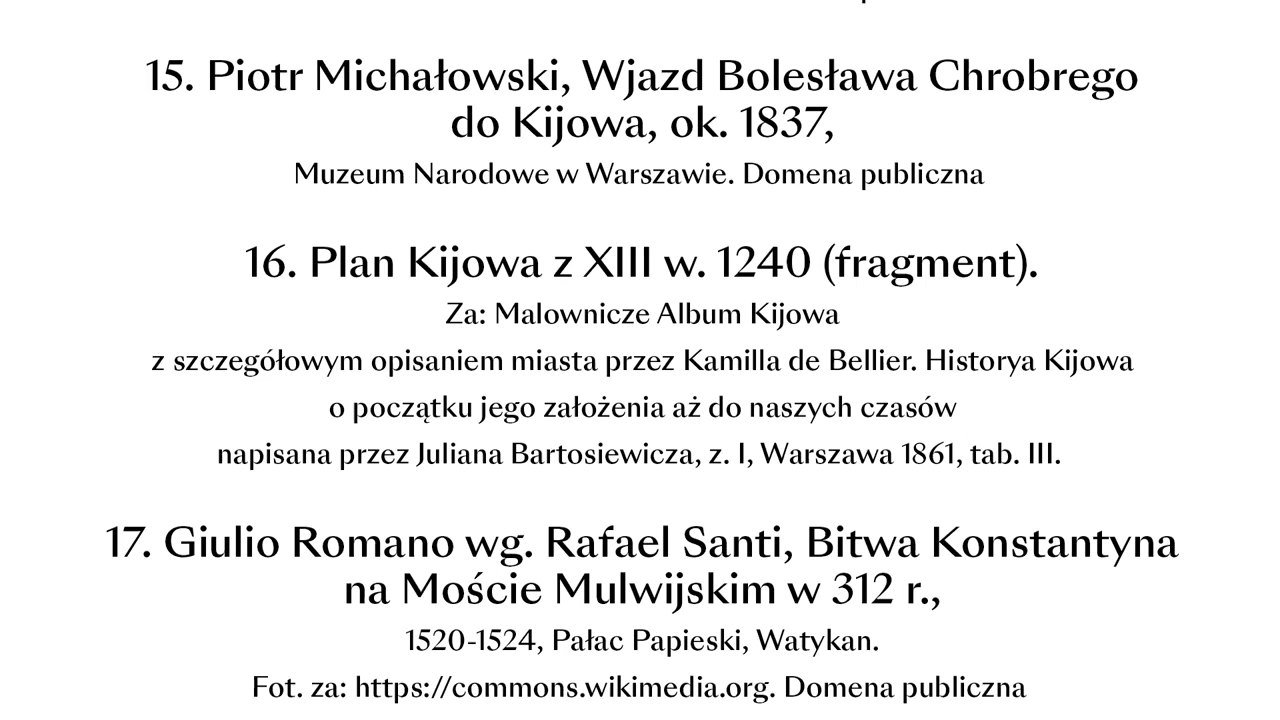 15. Piotr Michałowski, Wjazd Bolesława Chrobrego
do Kijowa, ok. 1837,
Muzeum Narodowe w Warszawie. Domena publiczna
16. Plan Kijowa z XIII w. 1240 (fragment).
Za: Malownicze Album Kijowa
z szczegółowym opisaniem miasta przez Kamilla de Bellier. Historya Kijowa
o początku jego założenia aż do naszych czasów
napisana przez Juliana Bartosiewicza, z. I, Warszawa 1861, tab. III.
17. Giulio Romano wg. Rafael Santi, Bitwa Konstantyna
na Moście Mulwijskim w 312 r.,
1520-1524, Pałac Papieski, Watykan.
Fot. za: https://commons.wikimedia.org. Domena publiczna